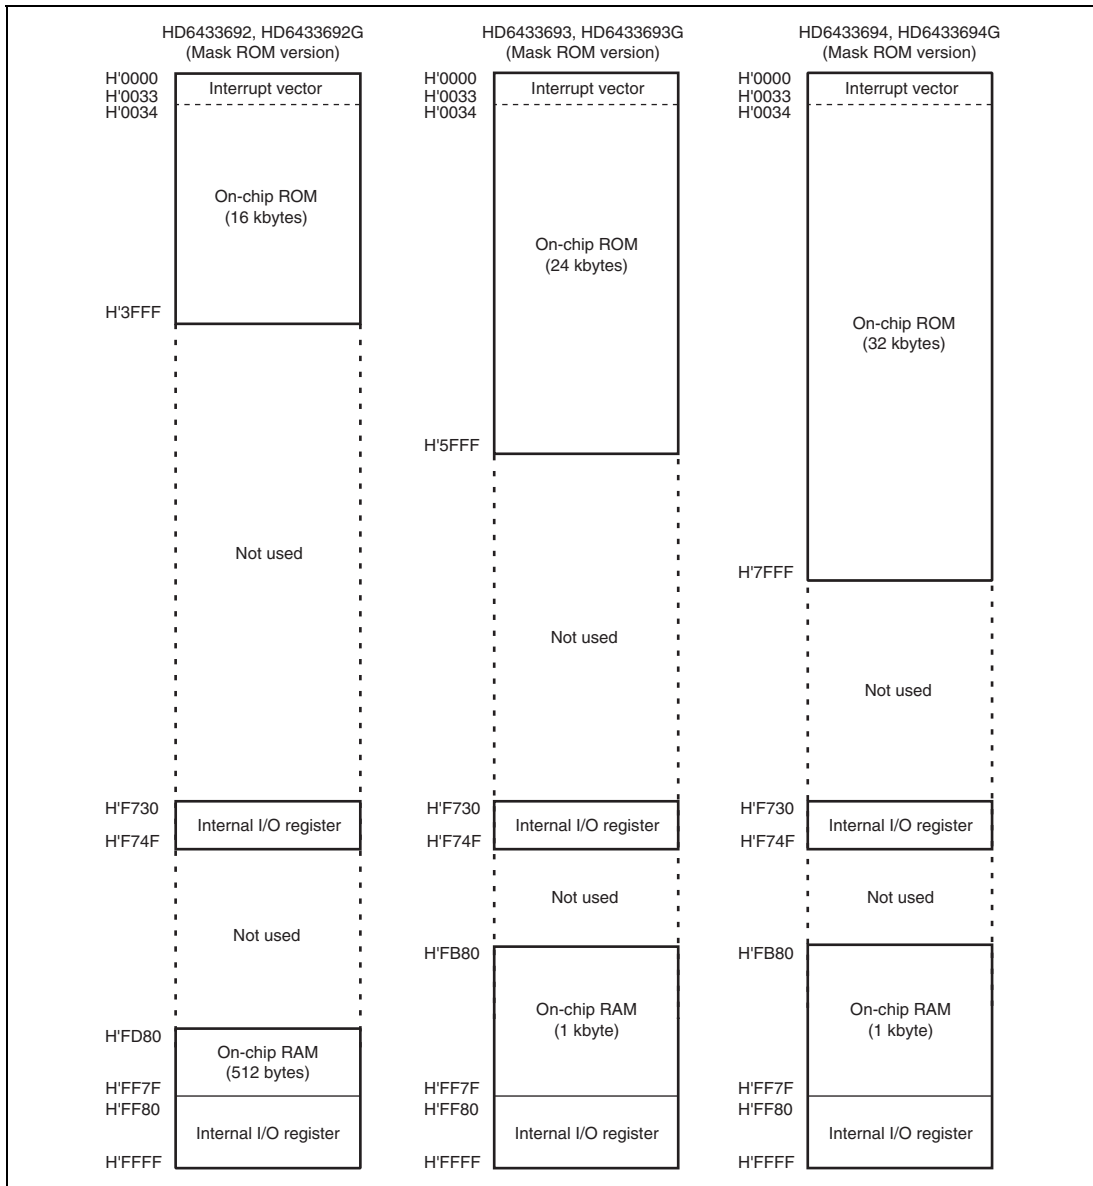 HD6433692, HD6433692G
(Mask ROM version)
H'0000
H'0033
H'0034
Interrupt vector
On-chip ROM
(16 kbytes)
H'3FFF
Not used
H'F730
Internal I/O register
H'F74F
Not used
H'FD80
On-chip RAM
(512 bytes)
H'FF7F
H'FF80
Internal I/O register
H'FFFF
HD6433693, HD6433693G
(Mask ROM version)
H'0000
H'0033
H'0034
Interrupt vector
On-chip ROM
(24 kbytes)
H'5FFF
Not used
H'F730
Internal I/O register
H'F74F
Not used
H'FB80
On-chip RAM
(1 kbyte)
H'FF7F
H'FF80
Internal I/O register
H'FFFF
HD6433694, HD6433694G
(Mask ROM version)
H'0000
H'0033
H'0034
Interrupt vector
On-chip ROM
(32 kbytes)
H'7FFF
Not used
H'F730
Internal I/O register
H'F74F
Not used
H'FB80
On-chip RAM
(1 kbyte)
H'FF7F
H'FF80
Internal I/O register
H'FFFF